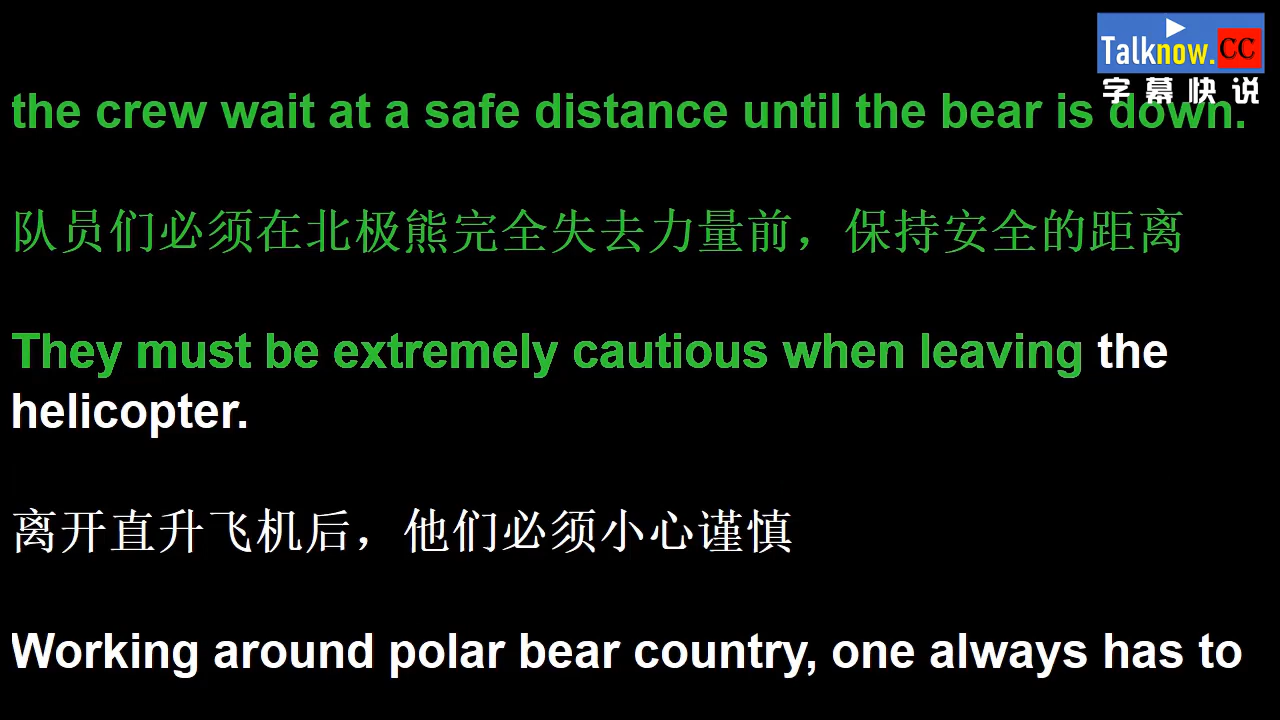 Talknow.CC
字幕快说
the crew wait at a safe distance until the bear is down.
队员们必须在北极熊完全失去力量前，保持安全的距离
They must be extremely cautious when leaving the
helicopter.
离开直升飞机后，他们必须小心谨慎
Working around polar bear country, one always has to